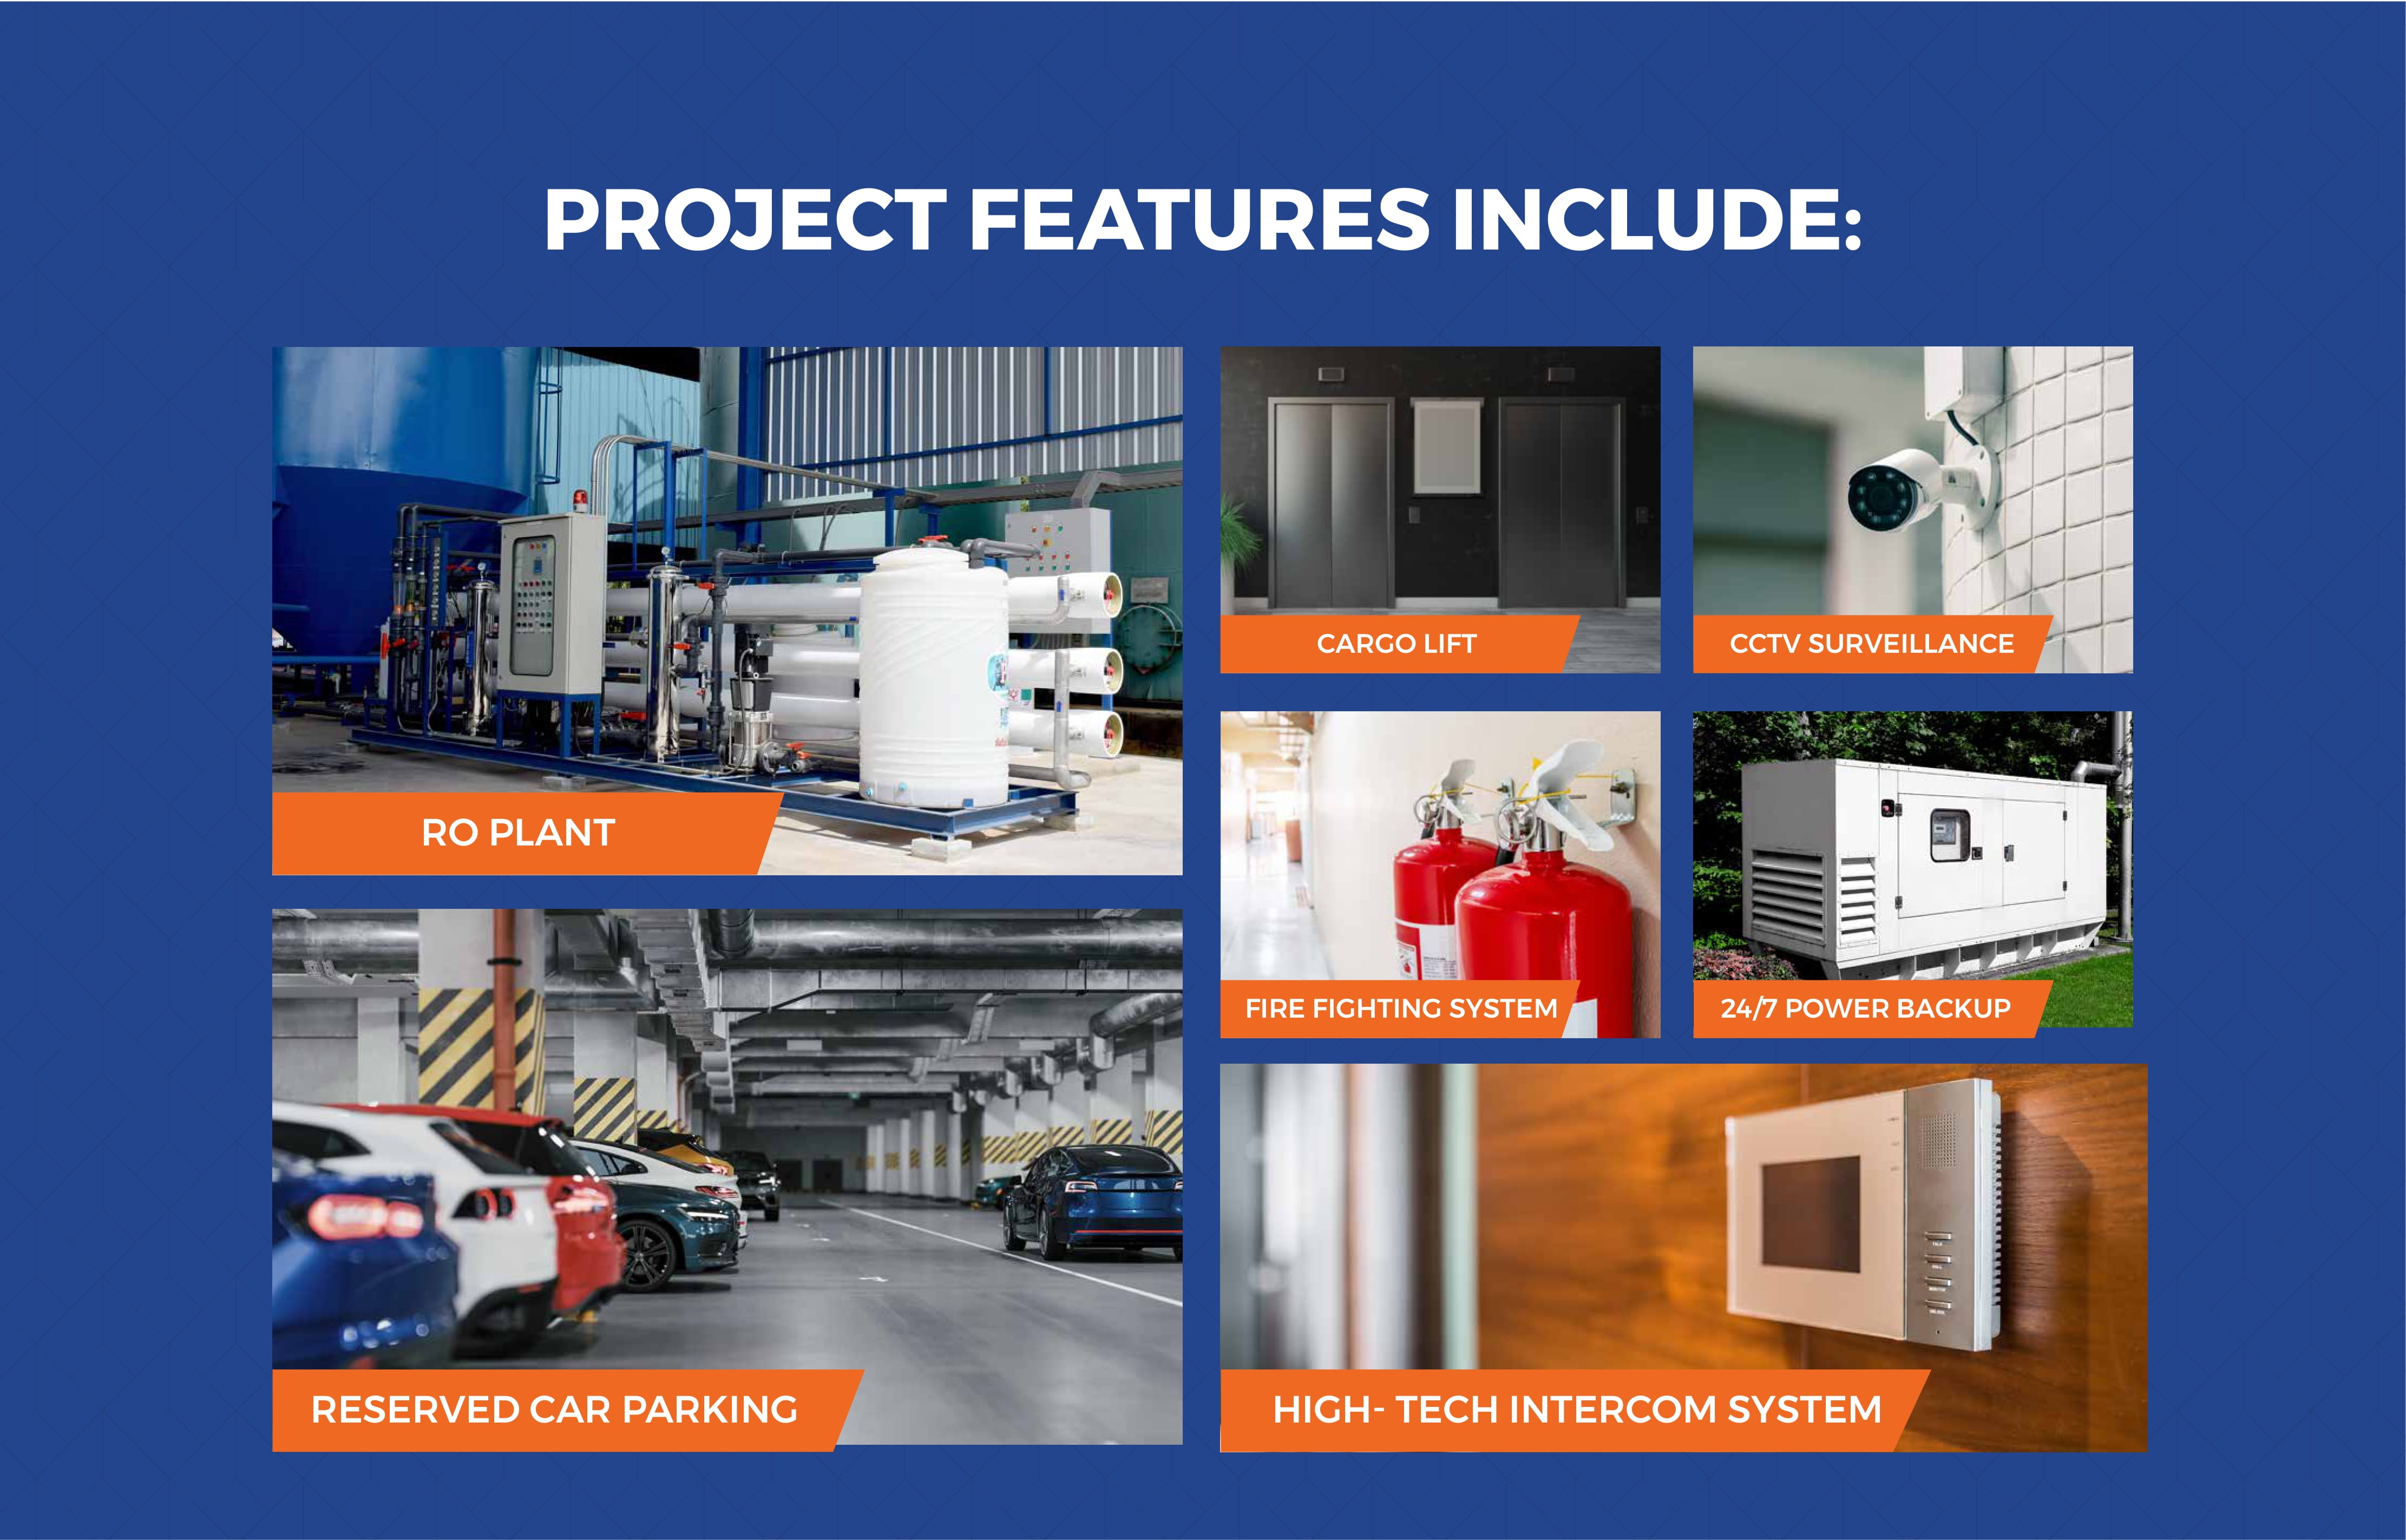 PROJECT FEATURES INCLUDE:
RO PLANT
CARGO LIFT
CCTV SURVEILLANCE
FIRE FIGHTING SYSTEM
24/7 POWER BACKUP
RESERVED CAR PARKING
HIGH- TECH INTERCOM SYSTEM